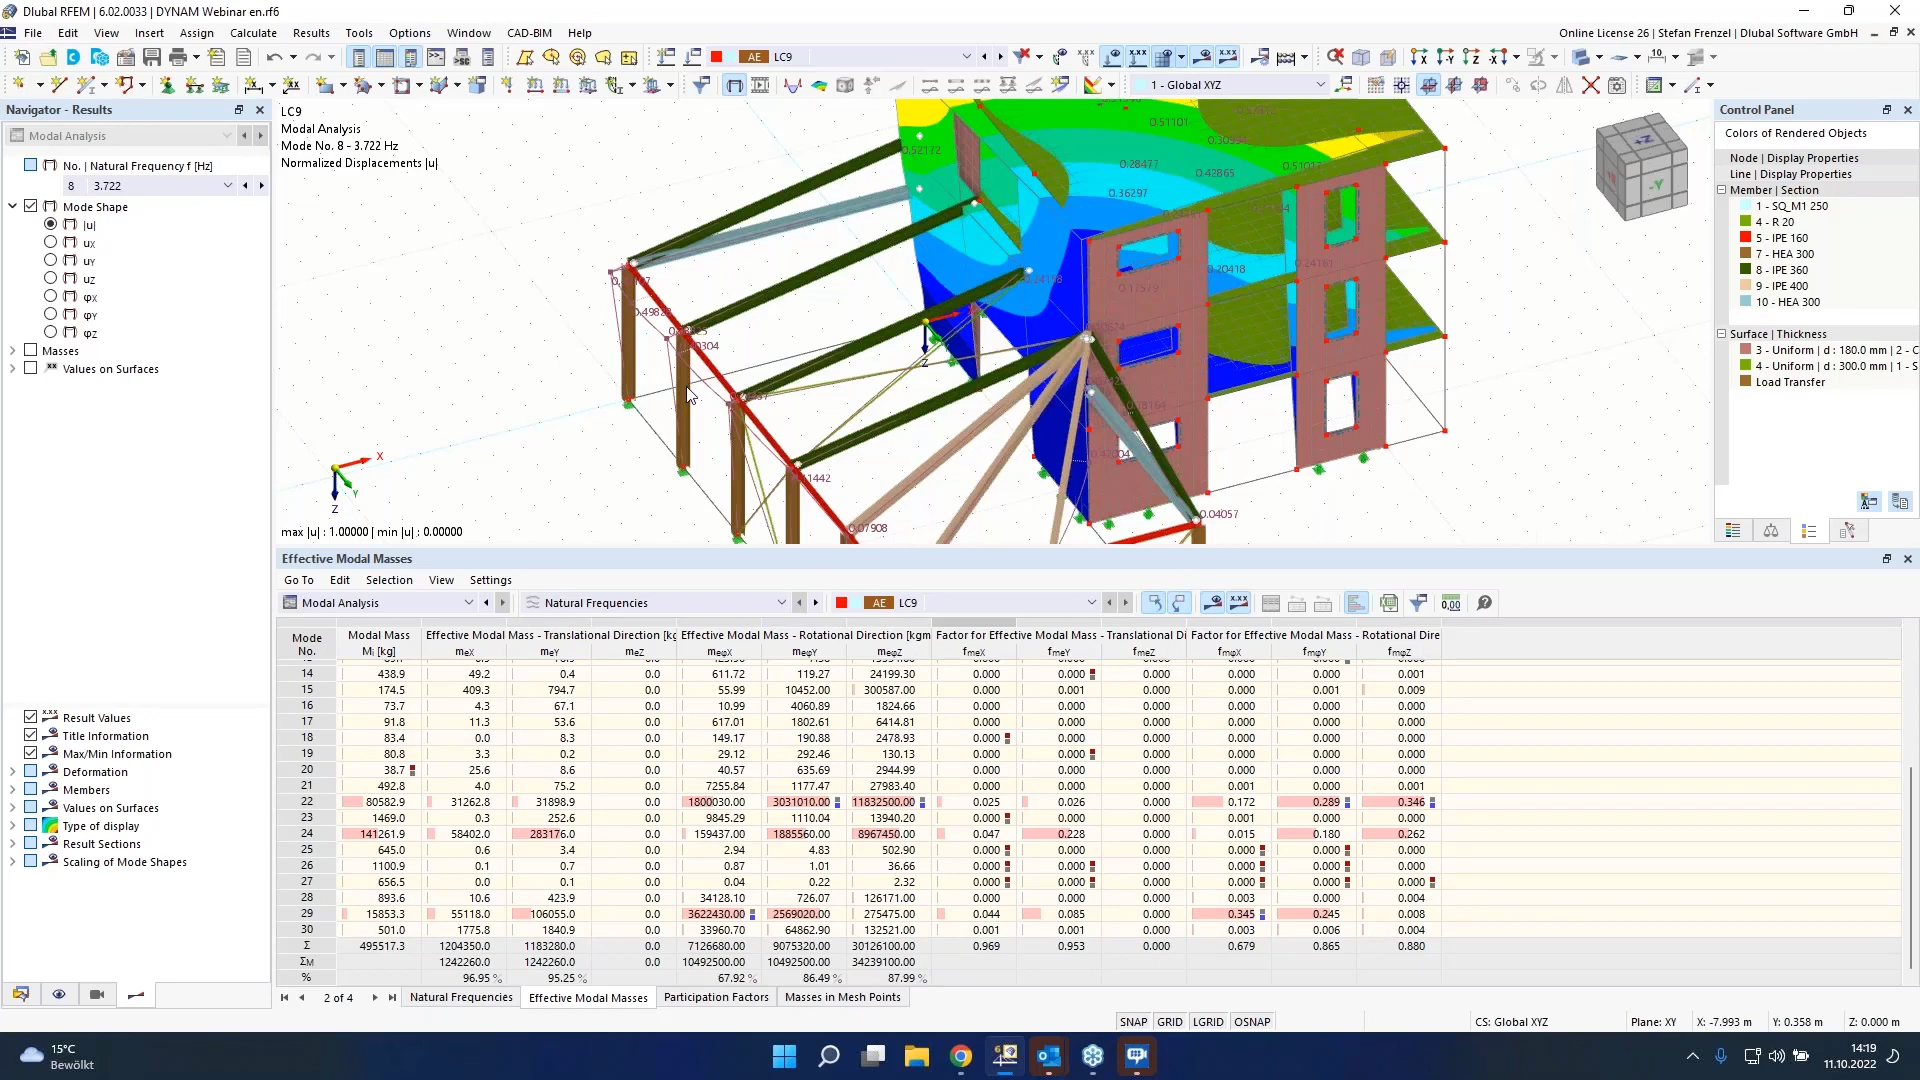 Dlubal RFEM | 6.02.0033 | DYNAM Webinar en.rf6
File Edit View Insert Assign Calculate Results Tools Options Window CAD-BIM Help
Online License 26 | Stefan Frenzel | Dlubal Software GmbH
AE LC9
1 - Global XYZ
Navigator - Results
Modal Analysis
No. | Natural Frequency f [Hz]
8 3.722
Mode Shape
|u|
uX
uY
uZ
φX
φY
φZ
Masses
Values on Surfaces
Result Values
Title Information
Max/Min Information
Deformation
Members
Values on Surfaces
Type of display
Result Sections
Scaling of Mode Shapes
LC9
Modal Analysis
Mode No. 8 - 3.722 Hz
Normalized Displacements |u|
0.51101
0.52172
0.28477
0.42865
0.36297
0.20418
0.24161
0.24158
0.17579
0.07908
0.04057
X
Y
Z
max |u| : 1.00000 | min |u| : 0.00000
Control Panel
Colors of Rendered Objects
Node | Display Properties
Line | Display Properties
Member | Section
1 - SQ_M1 250
4 - R 20
5 - IPE 160
7 - HEA 300
8 - IPE 360
9 - IPE 400
10 - HEA 300
Surface | Thickness
3 - Uniform | d : 180.0 mm | 2 - C
4 - Uniform | d : 300.0 mm | 1 - S
Load Transfer
Effective Modal Masses
Go To Edit Selection View Settings
Modal Analysis Natural Frequencies AE LC9
Mode Modal Mass Effective Modal Mass - Translational Direction [kg Effective Modal Mass - Rotational Direction [kgm Factor for Effective Modal Mass - Translational Di Factor for Effective Modal Mass - Rotational Dire
No. Mi [kg] meX meY meZ meφX meφY meφZ fmeX fmeY fmeZ fmφX fmφY fmφZ
14 438.9 49.2 0.4 0.0 611.72 119.27 24199.30 0.000 0.000 0.000 0.000 0.000 0.001
15 174.5 409.3 794.7 0.0 55.99 10452.00 300587.00 0.000 0.001 0.000 0.000 0.001 0.009
16 73.7 4.3 67.1 0.0 10.99 4060.89 1824.66 0.000 0.000 0.000 0.000 0.000 0.000
17 91.8 11.3 53.6 0.0 617.01 1802.61 6414.81 0.000 0.000 0.000 0.000 0.000 0.000
18 83.4 0.0 8.3 0.0 149.17 190.88 2478.93 0.000 0.000 0.000 0.000 0.000 0.000
19 80.8 3.3 0.2 0.0 29.12 292.46 130.13 0.000 0.000 0.000 0.000 0.000 0.000
20 38.7 25.6 8.6 0.0 40.57 635.69 2944.99 0.000 0.000 0.000 0.000 0.000 0.000
21 492.8 4.0 75.2 0.0 7255.84 1177.47 27983.40 0.000 0.000 0.000 0.001 0.000 0.001
22 80582.9 31262.8 31898.9 0.0 1800030.00 3031010.00 11832500.00 0.025 0.026 0.000 0.172 0.289 0.346
23 1469.0 0.3 252.6 0.0 9845.29 1110.04 13940.20 0.000 0.000 0.000 0.001 0.000 0.000
24 141261.9 58402.0 283176.0 0.0 159437.00 1885560.00 8967450.00 0.047 0.228 0.000 0.015 0.180 0.262
25 645.0 0.6 3.4 0.0 2.94 4.83 502.90 0.000 0.000 0.000 0.000 0.000 0.000
26 1100.9 0.1 0.7 0.0 0.87 1.01 36.66 0.000 0.000 0.000 0.000 0.000 0.000
27 656.5 0.0 0.1 0.0 0.04 0.22 2.32 0.000 0.000 0.000 0.000 0.000 0.000
28 893.6 10.6 423.9 0.0 34128.10 726.07 126171.00 0.000 0.000 0.000 0.003 0.000 0.004
29 15853.3 55118.0 106055.0 0.0 3622430.00 2569020.00 275475.00 0.044 0.085 0.000 0.345 0.245 0.008
30 501.0 1775.8 1840.9 0.0 33960.70 64862.90 132521.00 0.001 0.001 0.000 0.003 0.006 0.004
Σ 495517.3 1204350.0 1183280.0 0.0 7126680.00 9075320.00 30126100.00 0.969 0.953 0.000 0.679 0.865 0.880
ΣM 1242260.0 1242260.0 0.0 10492500.00 10492500.00 34239100.00
% 96.95 % 95.25 % 67.92 % 86.49 % 87.99 %
2 of 4 Natural Frequencies Effective Modal Masses Participation Factors Masses in Mesh Points
SNAP GRID LGRID OSNAP CS: Global XYZ Plane: XY X: -7.993 m Y: 0.358 m Z: 0.000 m
15°C
Bewölkt
14:19
11.10.2022